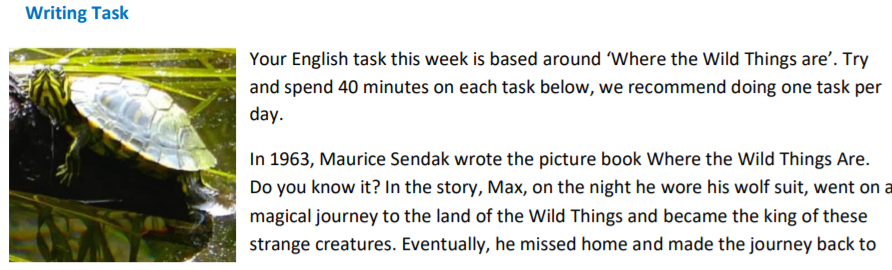 Writing Task
Your English task this week is based around ‘Where the Wild Things are’. Try
and spend 40 minutes on each task below, we recommend doing one task per
day.
In 1963, Maurice Sendak wrote the picture book Where the Wild Things Are.
Do you know it? In the story, Max, on the night he wore his wolf suit, went on a
magical journey to the land of the Wild Things and became the king of these
strange creatures. Eventually, he missed home and made the journey back to